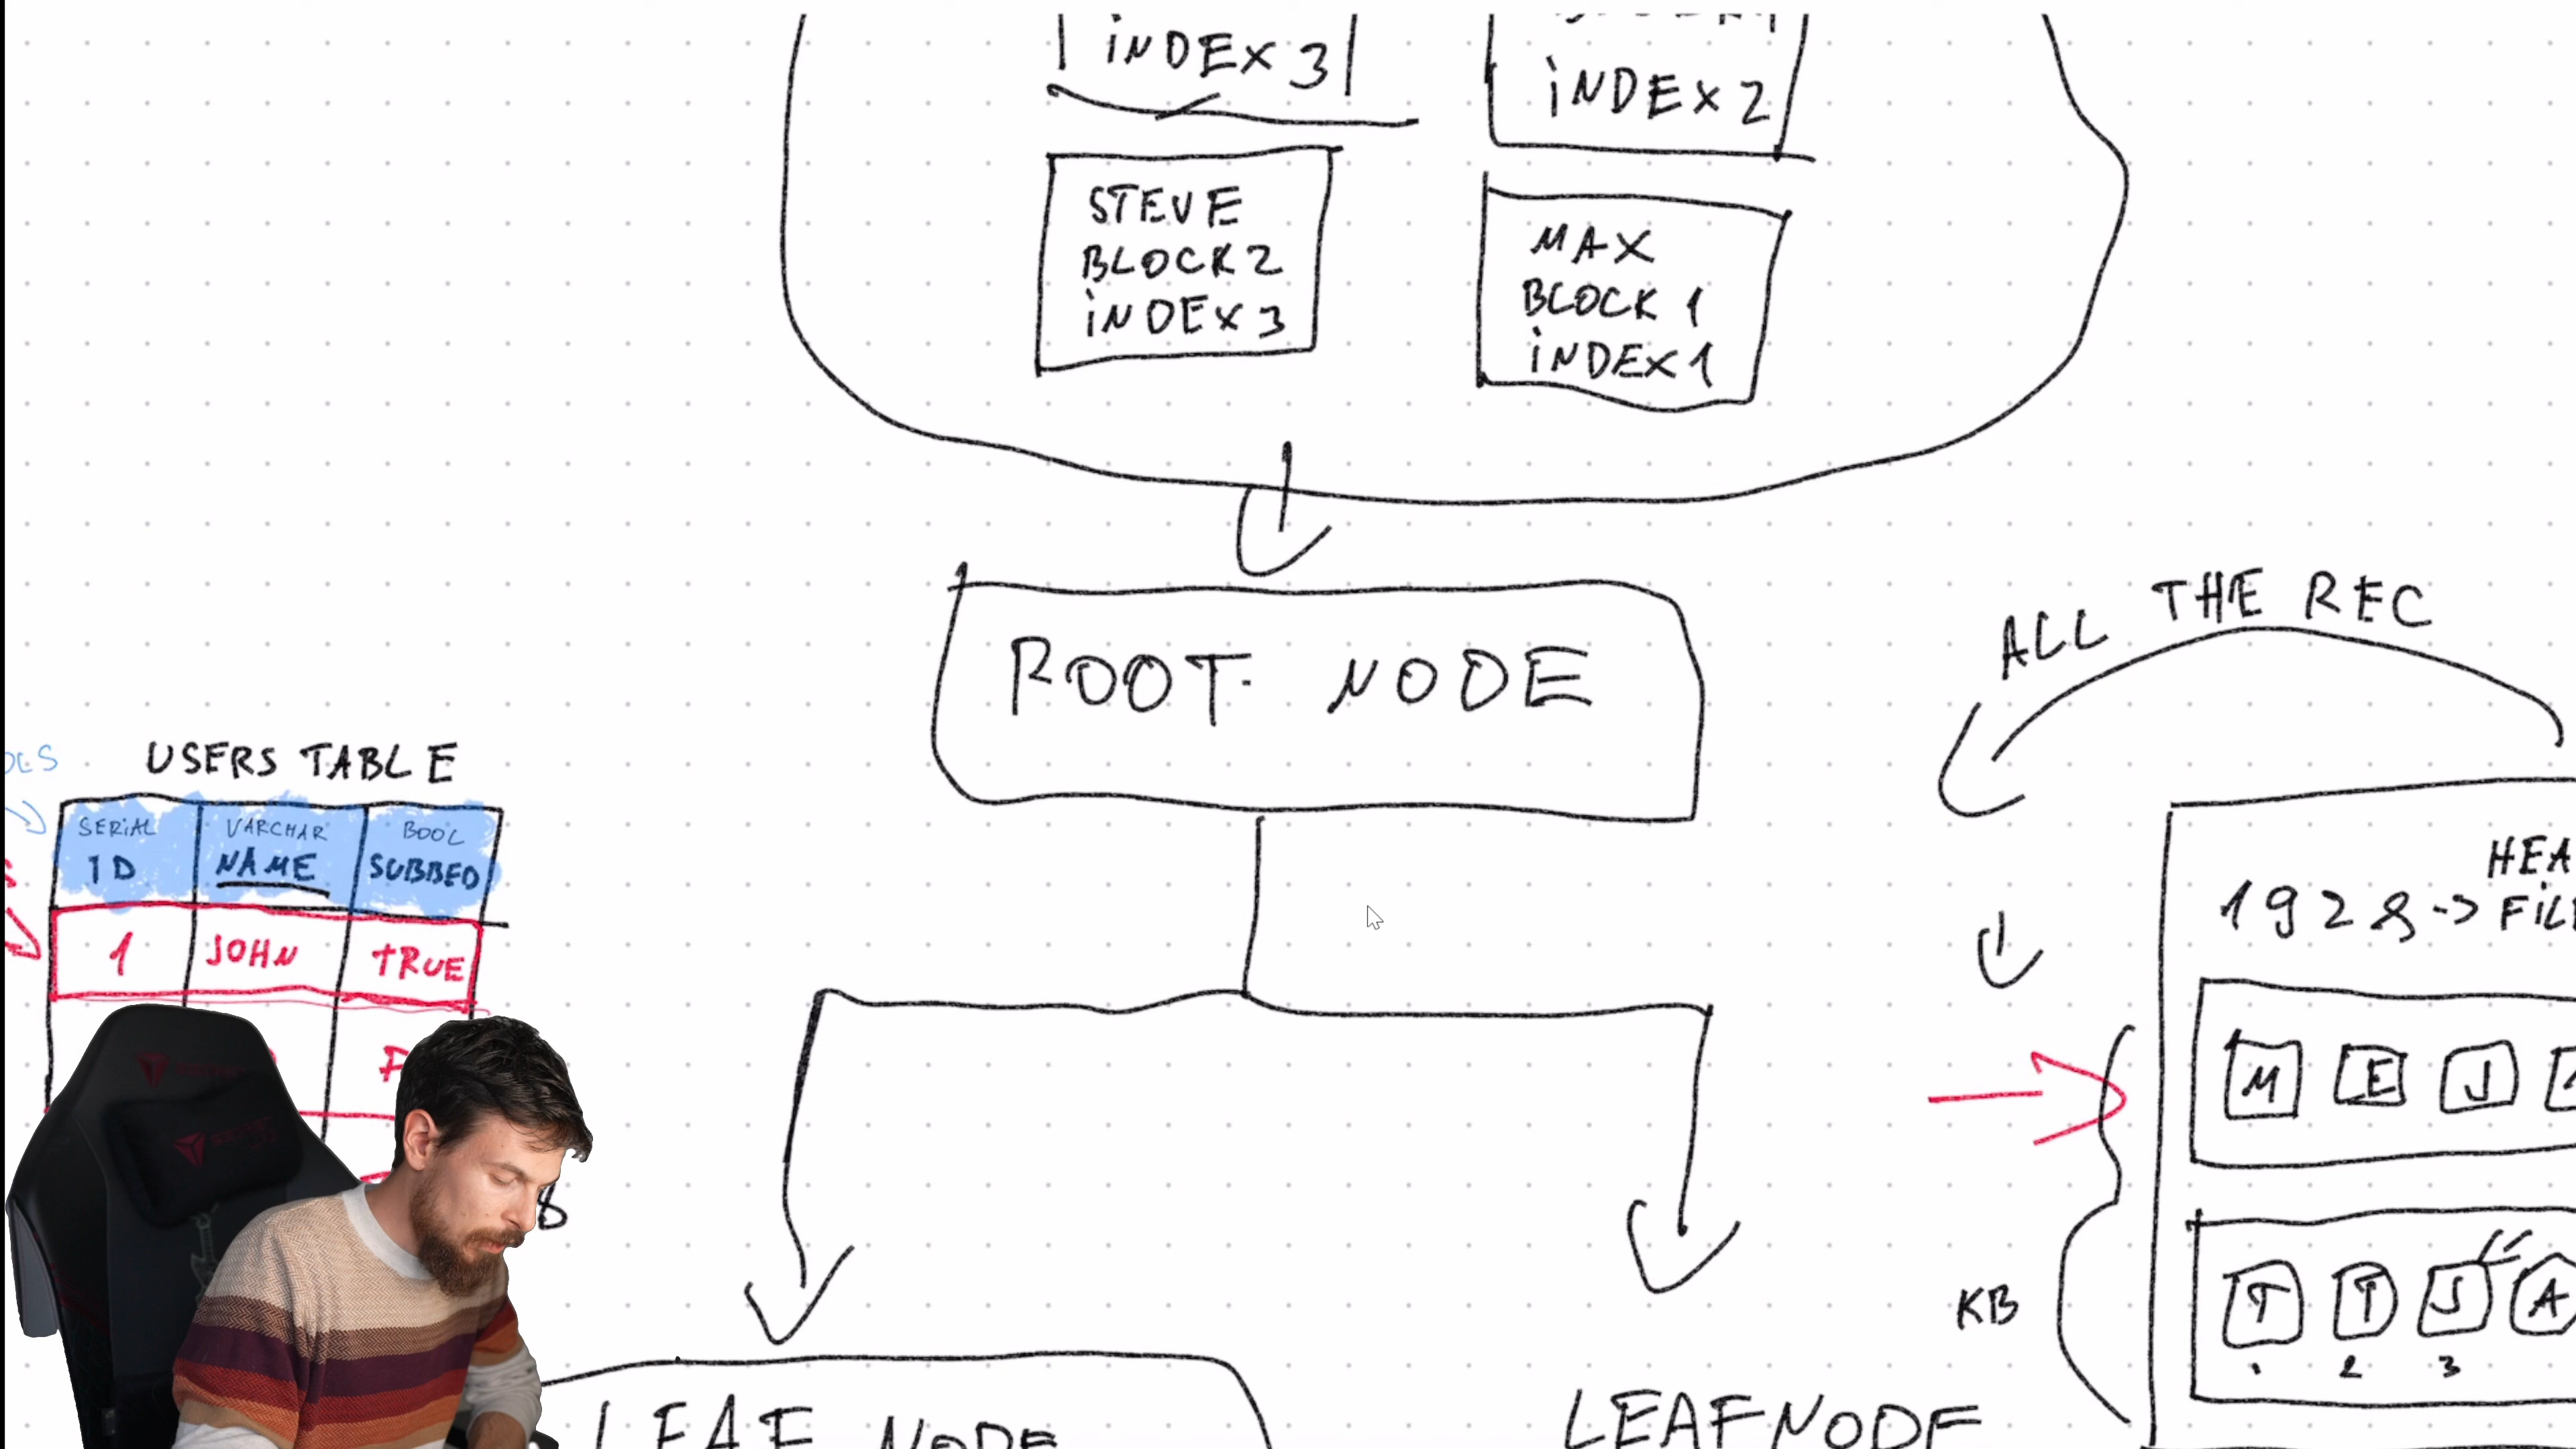 INDEX 3
INDEX 2
STEVE
BLOCK 2
INDEX 3
MAX
BLOCK 1
INDEX 1
ROOT NODE
ALL THE REC
USERS TABLE
SERIAL VARCHAR BOOL
ID NAME SUBBED
1 JOHN TRUE
F
HEA
1928 -> FIL
M E J
T T J A
1 2 3
KB
LEAF NODE
LEAF NODE